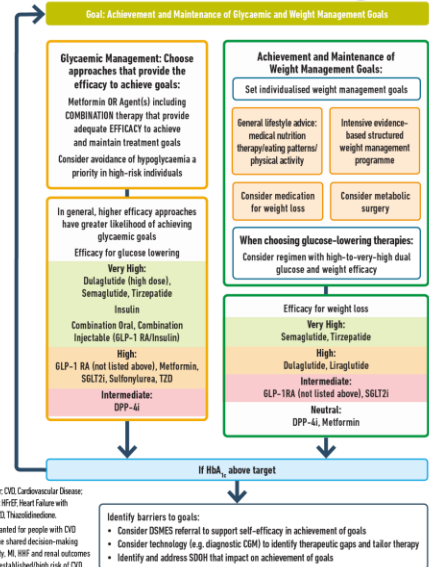 Goal: Achievement and Maintenance of Glycaemic and Weight Management Goals
Glycaemic Management: Choose
approaches that provide the
efficacy to achieve goals:
Metformin OR Agent(s) including
COMBINATION therapy that provide
adequate EFFICACY to achieve
and maintain treatment goals
Consider avoidance of hypoglycaemia a
priority in high-risk individuals
In general, higher efficacy approaches
have greater likelihood of achieving
glycaemic goals
Efficacy for glucose lowering
Very High:
Dulaglutide (high dose),
Semaglutide, Tirzepatide
Insulin
Combination Oral, Combination
Injectable (GLP-1 RA/Insulin)
High:
GLP-1 RA (not listed above), Metformin,
SGLT2i, Sulfonylurea, TZD
Intermediate:
DPP-4i
Achievement and Maintenance of
Weight Management Goals:
Set individualised weight management goals
General lifestyle advice:
medical nutrition
therapy/eating patterns/
physical activity
Intensive evidence-
based structured
weight management
programme
Consider medication
for weight loss
Consider metabolic
surgery
When choosing glucose-lowering therapies:
Consider regimen with high-to-very-high dual
glucose and weight efficacy
Efficacy for weight loss
Very High:
Semaglutide, Tirzepatide
High:
Dulaglutide, Liraglutide
Intermediate:
GLP-1RA (not listed above), SGLT2i
Neutral:
DPP-4i, Metformin
If HbA1c above target
; CVD, Cardiovascular Disease;
HFrEF, Heart Failure with
D, Thiazolidinedione.
anted for people with CVD
e shared decision-making
ty, MI, HHF and renal outcomes
established/high risk of CVD
Identify barriers to goals:
• Consider DSMES referral to support self-efficacy in achievement of goals
• Consider technology (e.g. diagnostic CGM) to identify therapeutic gaps and tailor therapy
• Identify and address SDOH that impact on achievement of goals